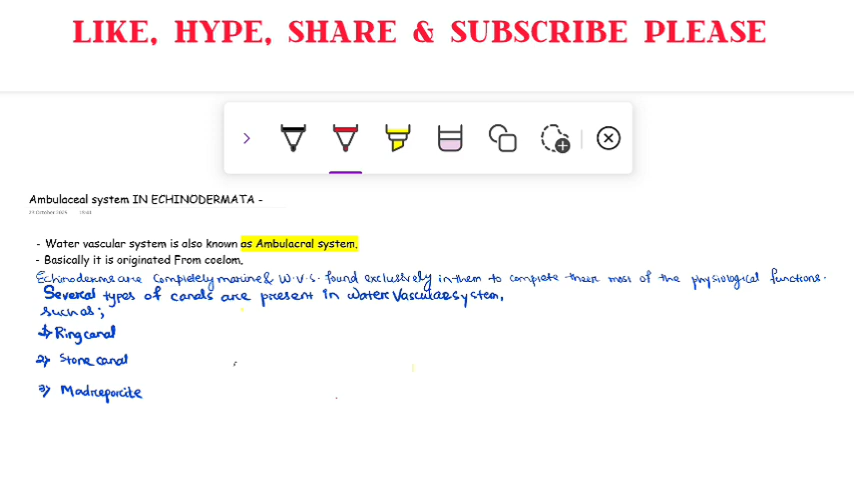 LIKE, HYPE, SHARE & SUBSCRIBE PLEASE
Ambulaceal system IN ECHINODERMATA -
- Water vascular system is also known as Ambulacral system.
- Basically it is originated From coelom.
Echinoderms are completely marine & W.V.S. found exclusively in them to complete their most of the physiological functions.
Several types of canals are present in water Vascular system,
such as;
1) Ring canal
2) Stone canal
3) Madreporite